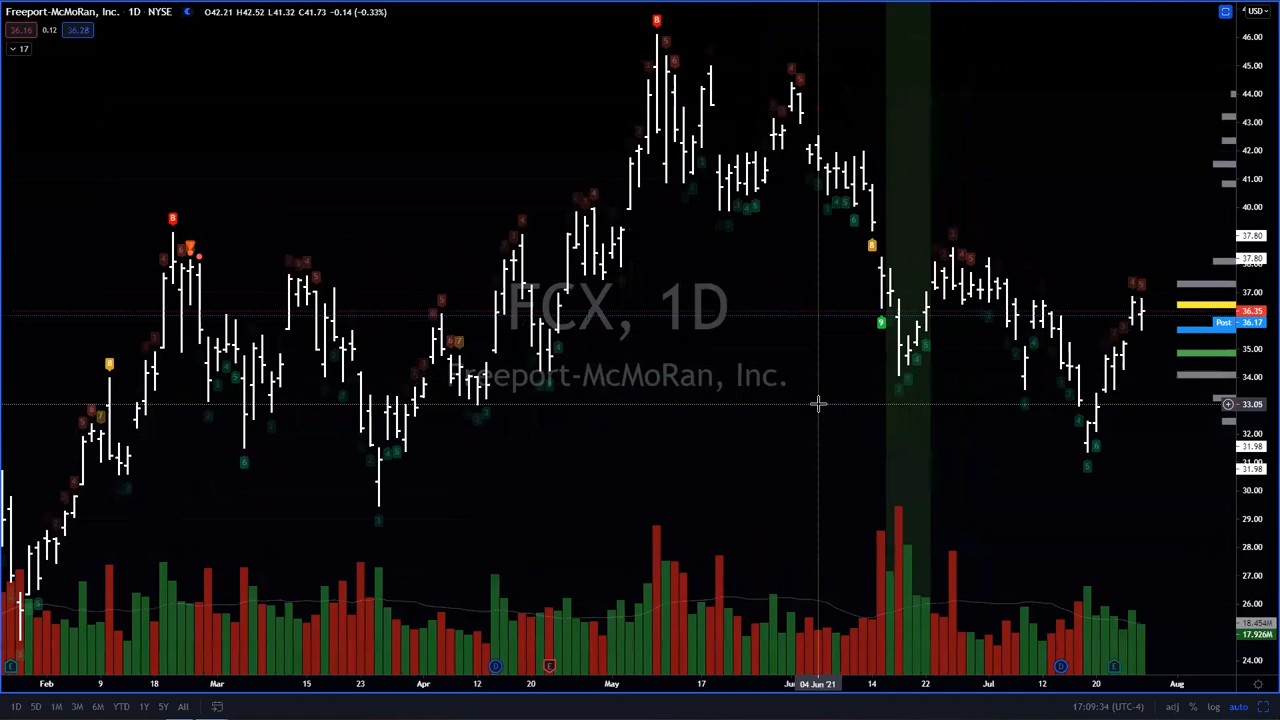 Freeport-McMoRan, Inc. · 1D · NYSE O42.21 H42.52 L41.32 C41.73 -0.14 (-0.33%)
USD
36.16 0.12 36.28
17
46.00
45.00
44.00
43.00
42.00
41.00
40.00
37.80
37.80
37.00
36.35
Post 36.17
35.00
34.00
33.05
32.00
31.98
31.00
31.98
30.00
29.00
28.00
27.00
26.00
18.454M
17.926M
24.00
FCX, 1D
Freeport-McMoRan, Inc.
Feb 9 18 Mar 15 23 Apr 12 20 May 17 Jun 04 Jun '21 14 22 Jul 12 20 Aug
1D 5D 1M 3M 6M YTD 1Y 5Y All
17:09:34 (UTC-4) adj % log auto